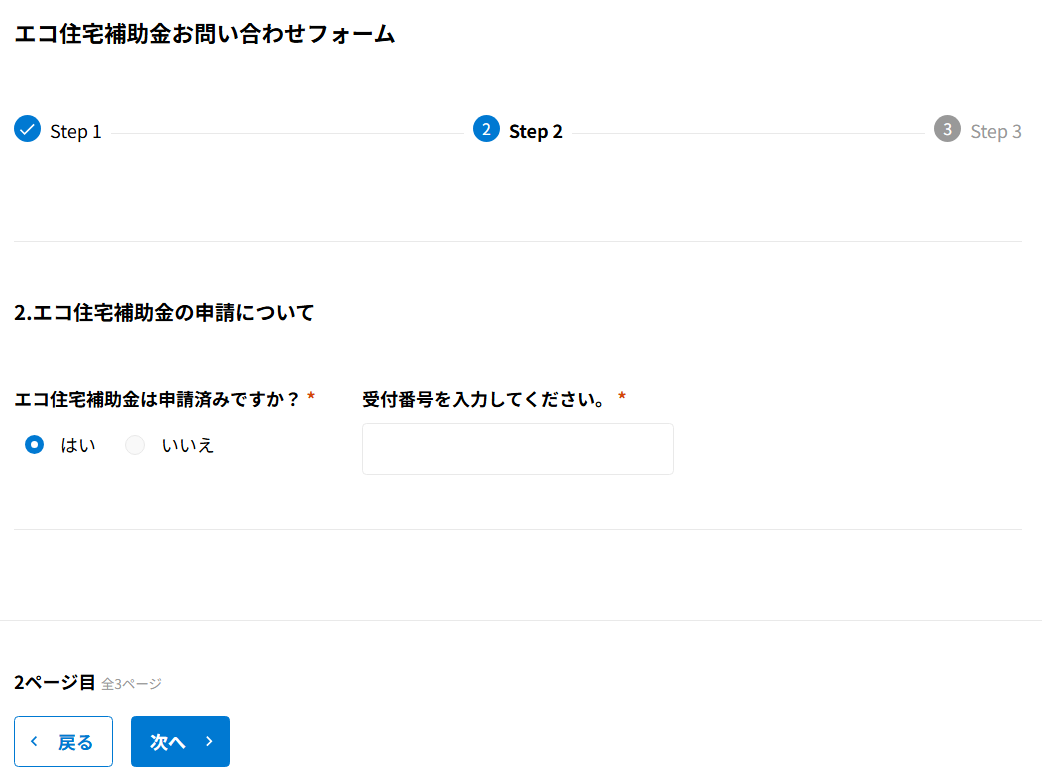 エコ住宅補助金お問い合わせフォーム
Step 1
2 Step 2
3 Step 3
2.エコ住宅補助金の申請について
エコ住宅補助金は申請済みですか？ * 受付番号を入力してください。 *
はい いいえ
2ページ目 全3ページ
戻る 次へ